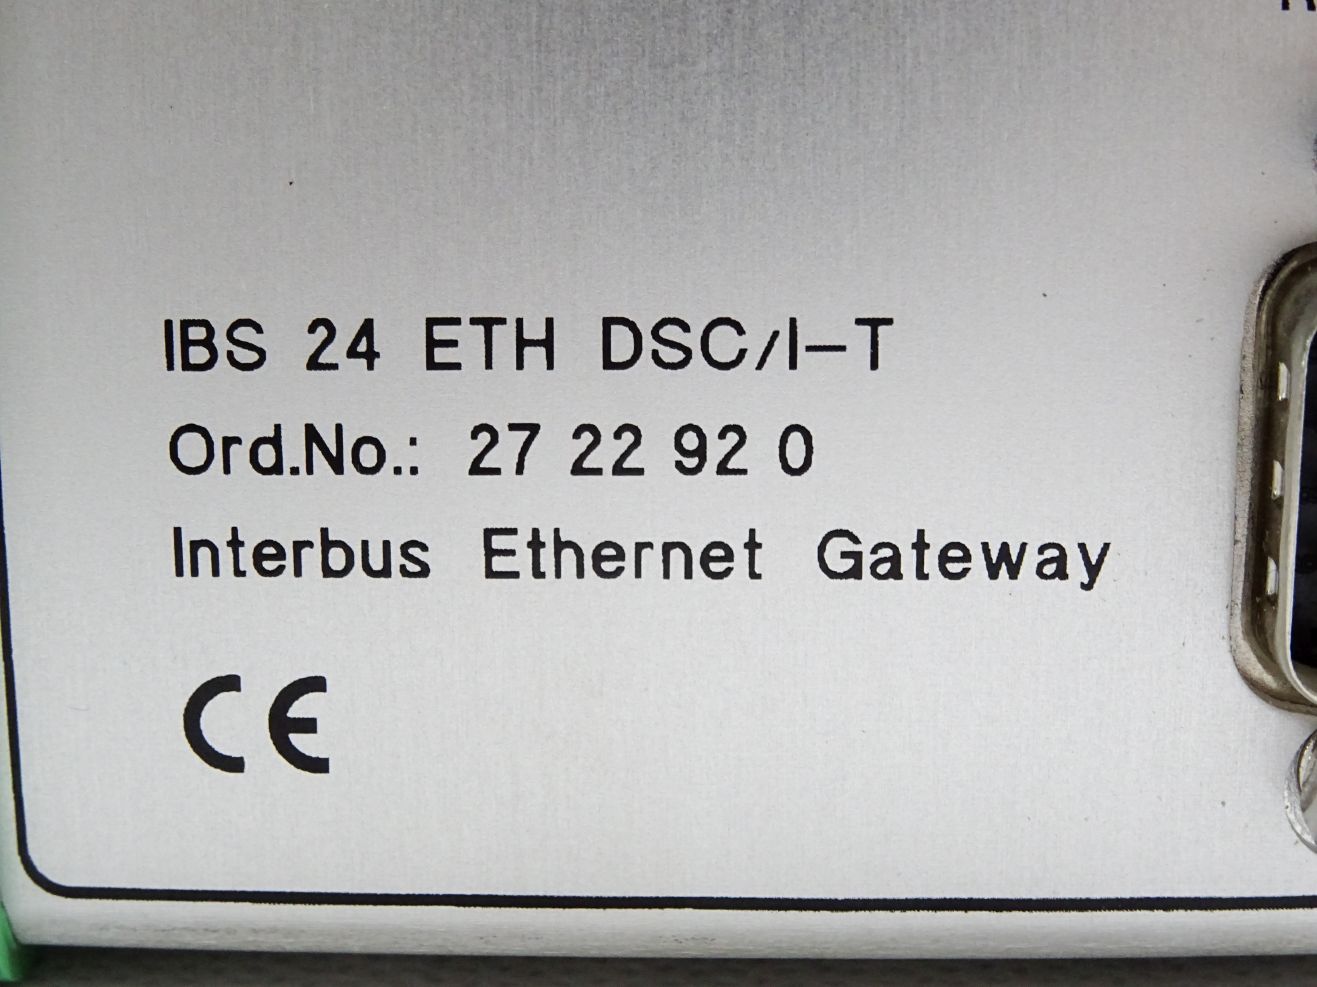 IBS 24 ETH DSC/I-T
Ord.No.: 27 22 92 0
Interbus Ethernet Gateway
CE